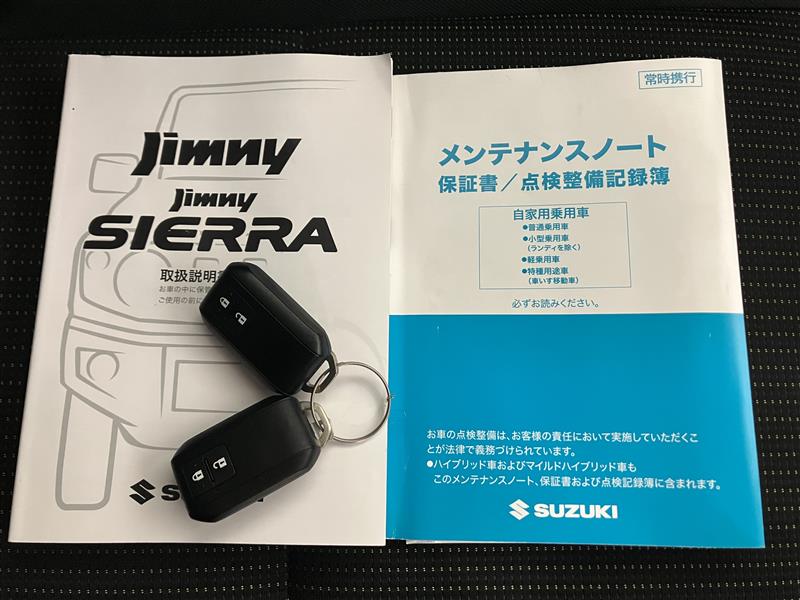 Jimny
Jimny
SIERRA
取扱説明
お車の中に保管
ご使用の前に
常時携行
メンテナンスノート
保証書／点検整備記録簿
自家用乗用車
●普通乗用車
●小型乗用車
(ランディを除く)
●軽乗用車
●特種用途車
(車いす移動車)
必ずお読みください。
お車の点検整備は、お客様の責任において実施していただくこ
とが法律で義務づけられています。
●ハイブリッド車およびマイルドハイブリッド車も
このメンテナンスノート、保証書および点検記録簿に含まれます。
SUZUKI